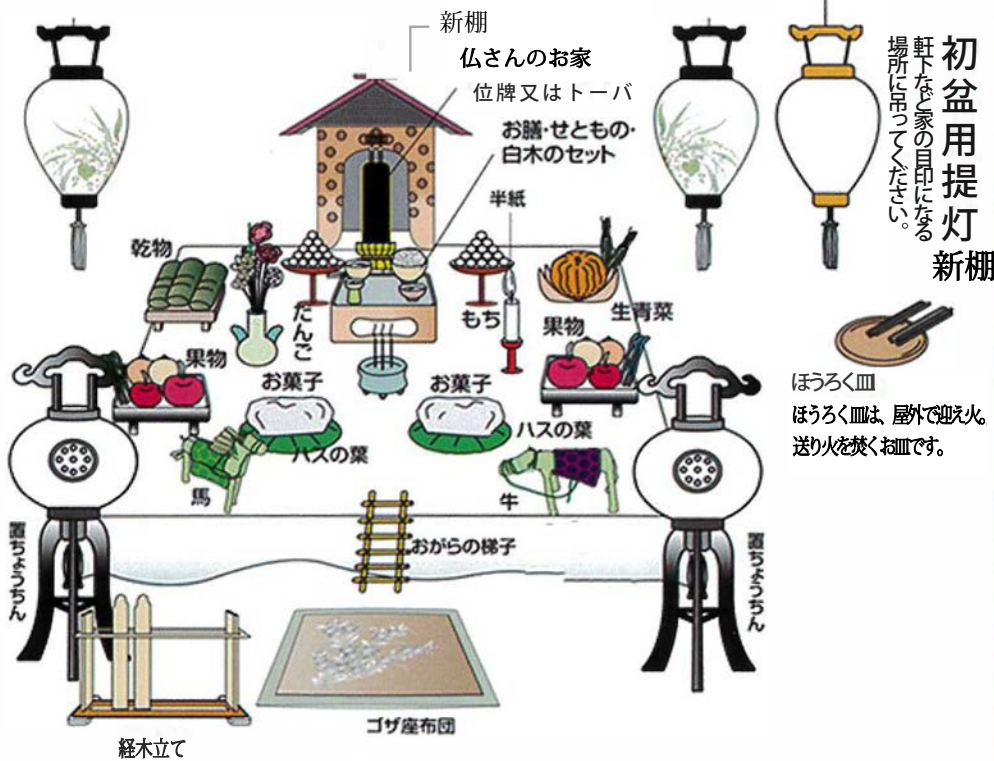 新棚
仏さんのお家
位牌又はトーバ
お膳・せともの・
白木のセット
半紙
初盆用提灯
軒下など家の目印になる
場所に吊ってください。
新棚
乾物
だんご
もち
生青菜
果物
果物
お菓子
お菓子
ハスの葉
ハスの葉
馬
牛
ほうろく皿
ほうろく皿は、屋外で迎え火。
送り火を焚くお皿です。
置ちょうちん
おがらの梯子
置ちょうちん
ゴザ座布団
経木立て